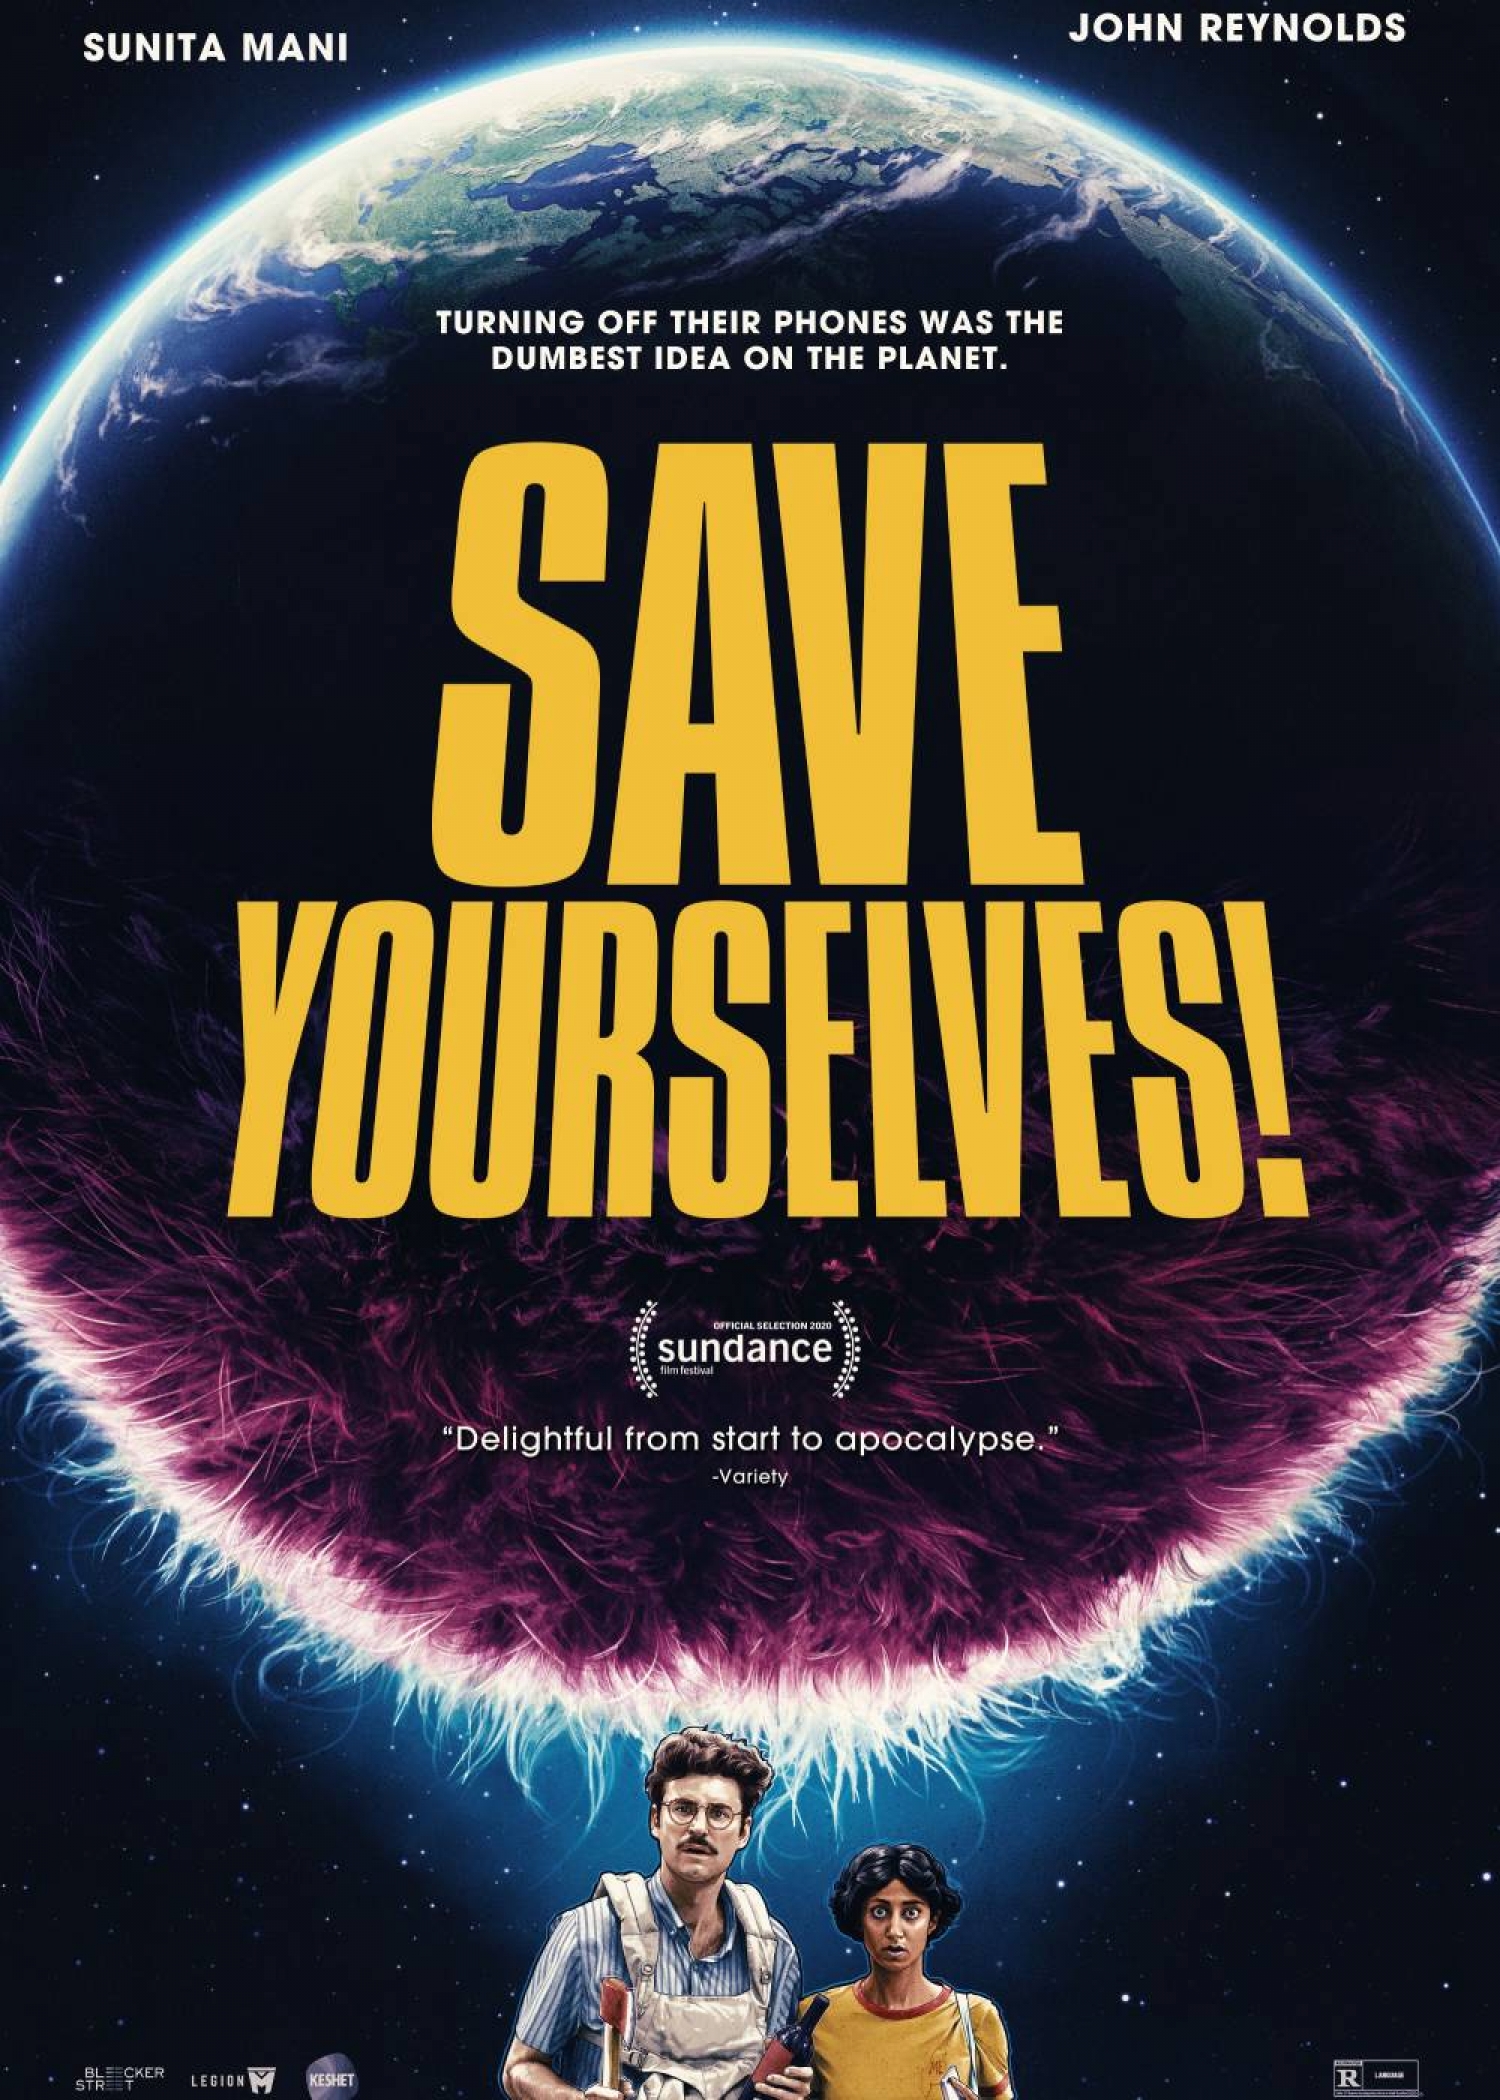 SUNITA MANI
JOHN REYNOLDS
TURNING OFF THEIR PHONES WAS THE
DUMBEST IDEA ON THE PLANET.
SAVE
YOURSELVES!
OFFICIAL SELECTION 2020
sundance
film festival
“Delightful from start to apocalypse.”
-Variety
BLEECKER
STREET
LEGION M
KESHET
R
LANGUAGE